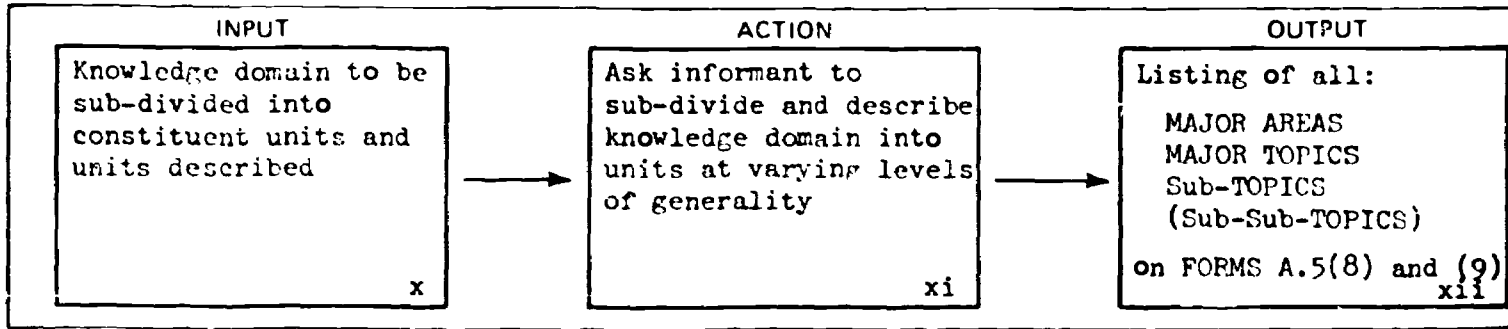 INPUT
Knowledge domain to be
sub-divided into
constituent units and
units described
x
ACTION
Ask informant to
sub-divide and describe
knowledge domain into
units at varying levels
of generality
xi
OUTPUT
Listing of all:
MAJOR AREAS
MAJOR TOPICS
Sub-TOPICS
(Sub-Sub-TOPICS)
on FORMS A.5(8) and (9)
xii